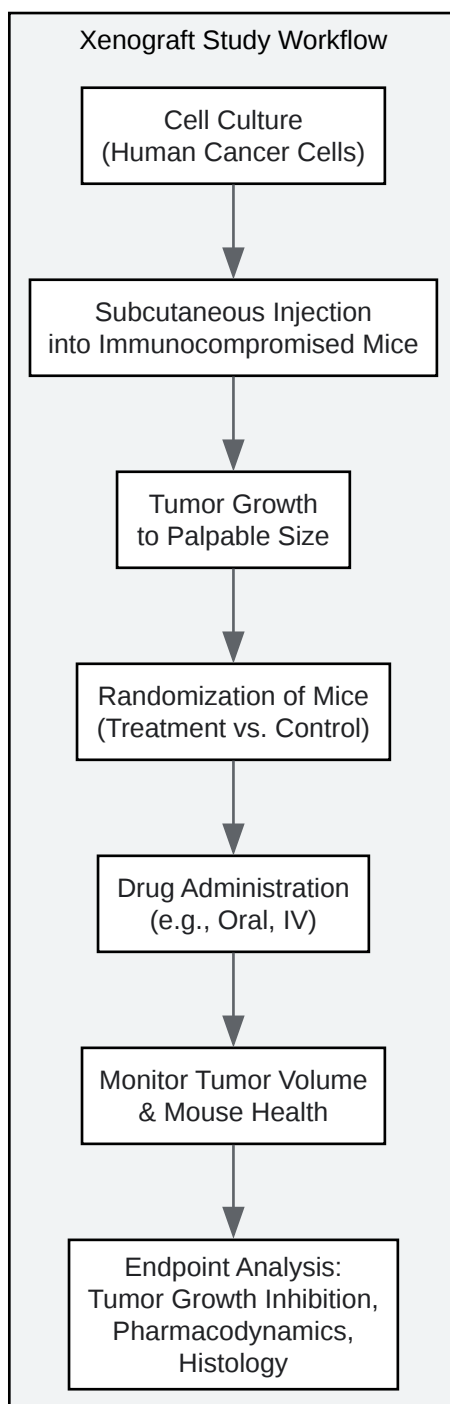 Xenograft Study Workflow
Cell Culture
(Human Cancer Cells)
Subcutaneous Injection
into Immunocompromised Mice
Tumor Growth
to Palpable Size
Randomization of Mice
(Treatment vs. Control)
Drug Administration
(e.g., Oral, IV)
Monitor Tumor Volume
& Mouse Health
Endpoint Analysis:
Tumor Growth Inhibition,
Pharmacodynamics,
Histology